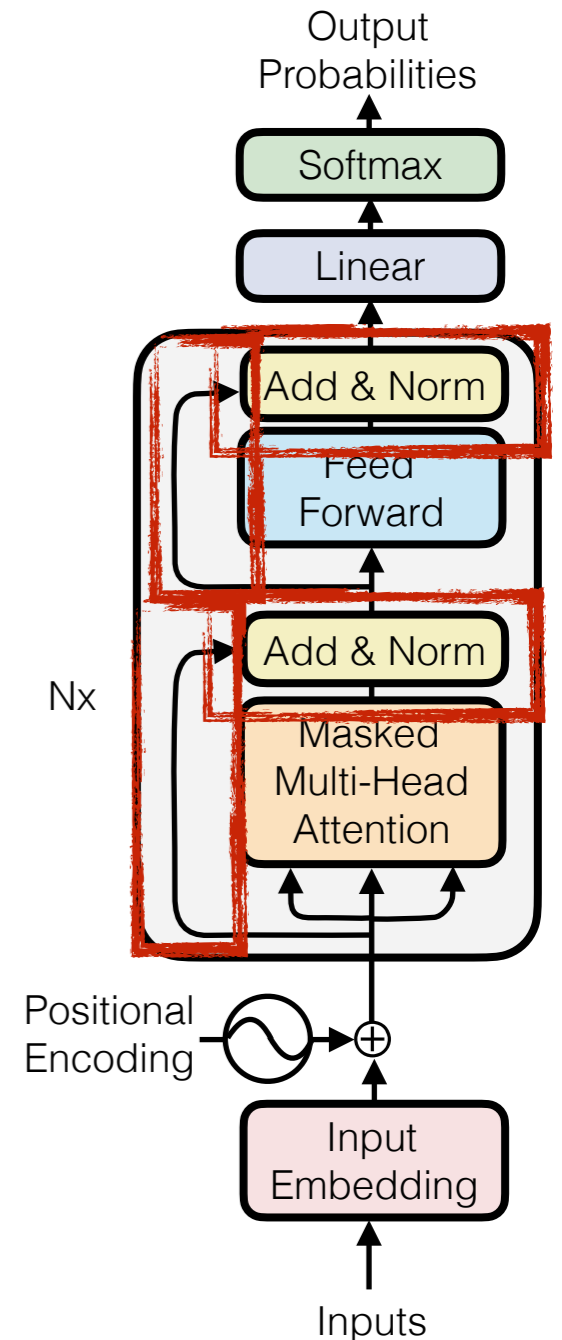 Output
Probabilities
Softmax
Linear
Add & Norm
Feed
Forward
Add & Norm
Nx
Masked
Multi-Head
Attention
Positional
Encoding
Input
Embedding
Inputs